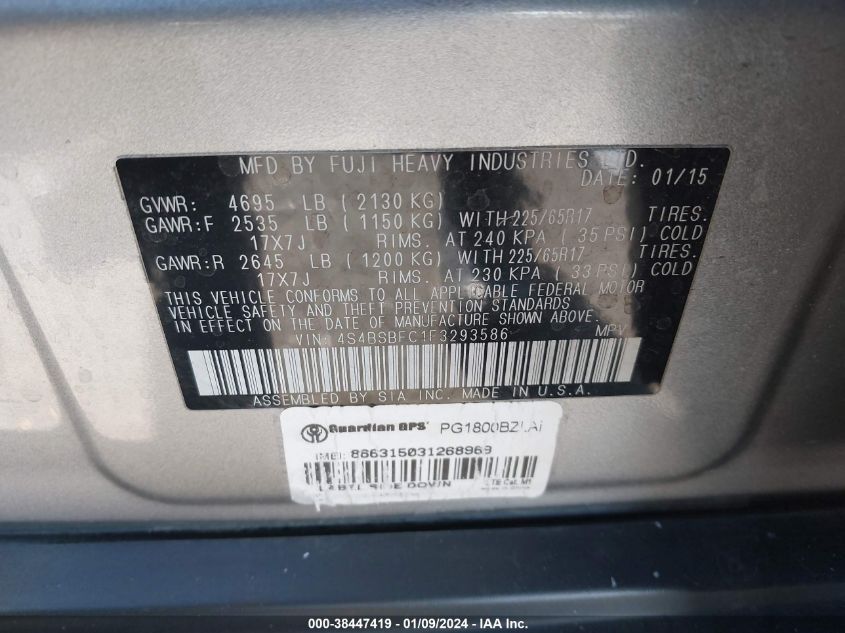 MFD BY FUJI HEAVY INDUSTRIES LTD.
DATE: 01/15
GVWR: 4695 LB ( 2130 KG)
GAWR:F 2535 LB ( 1150 KG) WITH 225/65R17 TIRES.
17X7J RIMS. AT 240 KPA ( 35 PSI) COLD
GAWR:R 2645 LB ( 1200 KG) WITH 225/65R17 TIRES.
17X7J RIMS. AT 230 KPA ( 33 PSI) COLD
THIS VEHICLE CONFORMS TO ALL APPLICABLE FEDERAL MOTOR
VEHICLE SAFETY AND THEFT PREVENTION STANDARDS
IN EFFECT ON THE DATE OF MANUFACTURE SHOWN ABOVE.
VIN: 4S4BSBFC1F3293586 MPV
ASSEMBLED BY SIA INC. MADE IN U.S.A.
Guardian GPS
IMEI: 866315031268969
LABEL SIDE DOWN LTE Cat. M1
000-38447419 - 01/09/2024 - IAA Inc.